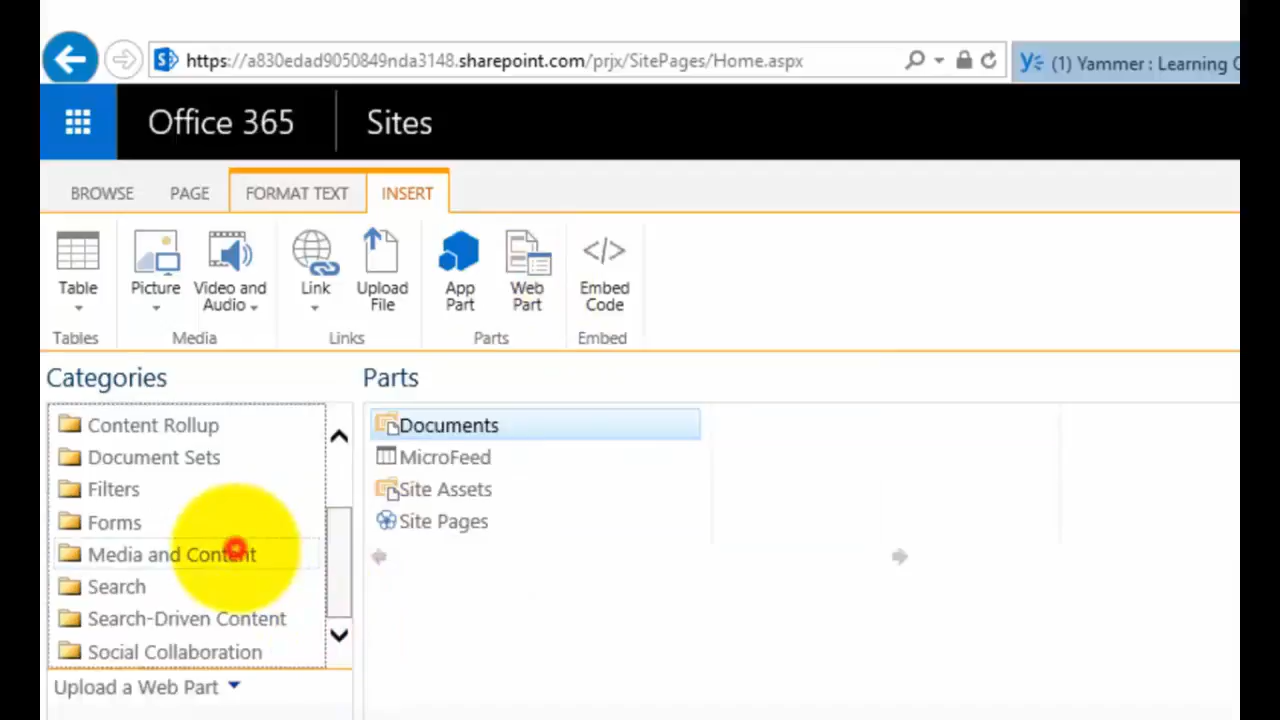 https://a830edad9050849nda3148.sharepoint.com/prjx/SitePages/Home.aspx
(1) Yammer : Learning
Office 365
Sites
BROWSE
PAGE
FORMAT TEXT
INSERT
Table
Picture
Video and
Audio
Link
Upload
File
App
Part
Web
Part
Embed
Code
Tables
Media
Links
Parts
Embed
Categories
Parts
Content Rollup
Document Sets
Filters
Forms
Media and Content
Search
Search-Driven Content
Social Collaboration
Documents
MicroFeed
Site Assets
Site Pages
Upload a Web Part